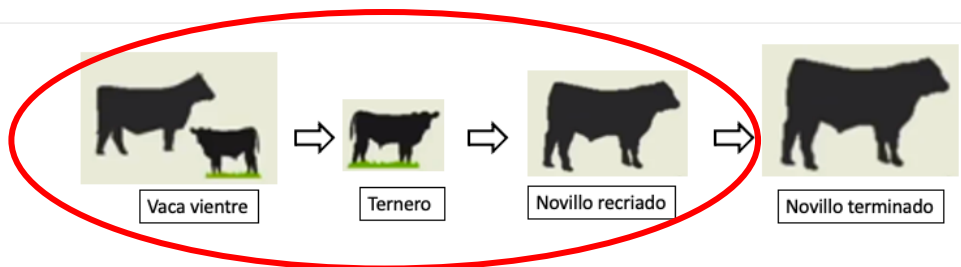 Vaca vientre
Ternero
Novillo recriado
Novillo terminado